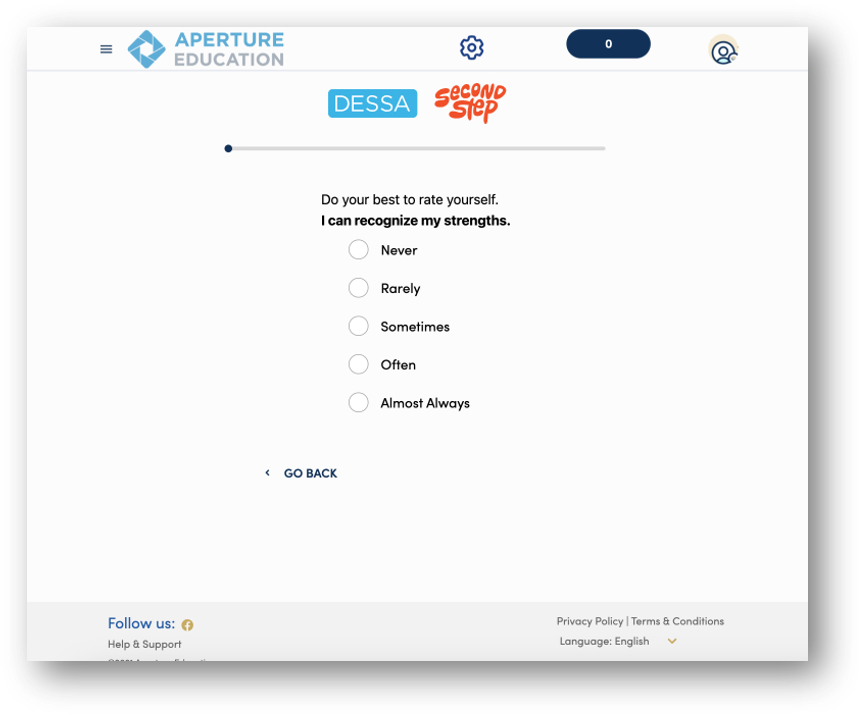 APERTURE
EDUCATION
0
DESSA
SECOND
STEP
Do your best to rate yourself.
I can recognize my strengths.
Never
Rarely
Sometimes
Often
Almost Always
GO BACK
Follow us:
Privacy Policy | Terms & Conditions
Help & Support
Language: English